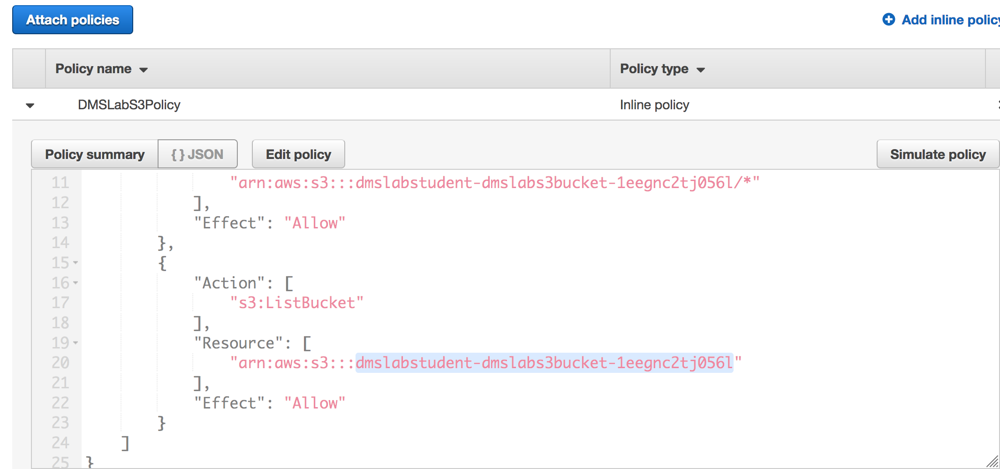 Attach policies
Add inline policy
Policy name
Policy type
DMSLabS3Policy
Inline policy
Policy summary
{ } JSON
Edit policy
Simulate policy
11 "arn:aws:s3:::dmslabstudent-dmslabs3bucket-1eegnc2tj056l/*"
12 ],
13 "Effect": "Allow"
14 },
15 {
16 "Action": [
17 "s3:ListBucket"
18 ],
19 "Resource": [
20 "arn:aws:s3:::dmslabstudent-dmslabs3bucket-1eegnc2tj056l"
21 ],
22 "Effect": "Allow"
23 }
24 ]
25 }